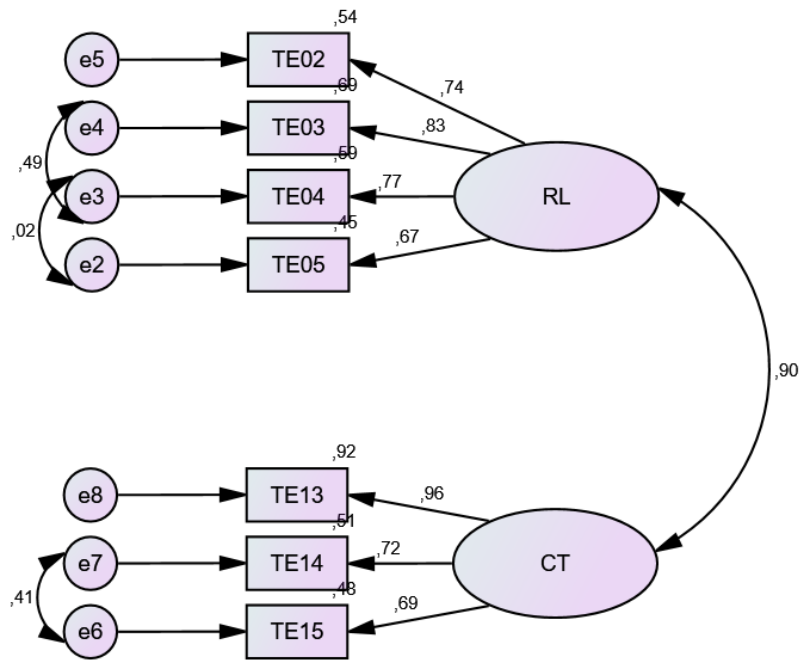 ,54
e5
TE02
,74
,69
e4
TE03
,83
,49
,59
e3
TE04
,77
RL
,45
,02
e2
TE05
,67
,90
,92
e8
TE13
,96
,51
e7
TE14
,72
CT
,41
,48
e6
TE15
,69